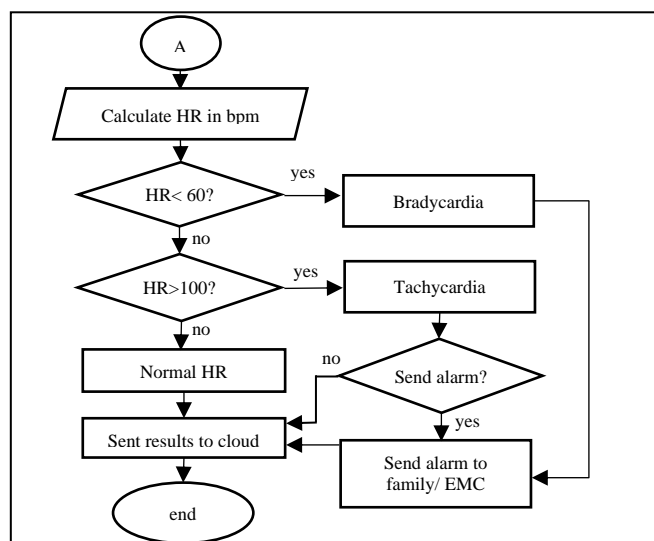 A
Calculate HR in bpm
HR< 60?
yes
Bradycardia
no
HR>100?
yes
Tachycardia
no
Normal HR
no
Send alarm?
yes
Sent results to cloud
Send alarm to
family/ EMC
end